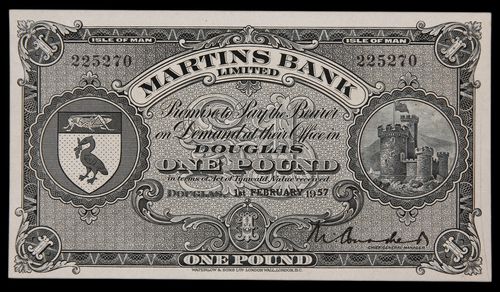 ISLE OF MAN ISLE OF MAN
225270 225270
MARTINS BANK
LIMITED
Promise to Pay the Bearer
on Demand at their Office in
DOUGLAS
ONE POUND
in terms of Act of Tynwald, Value received.
DOUGLAS, 1st FEBRUARY 1957
CHIEF GENERAL MANAGER
ONE POUND
WATERLOW & SONS LTD LONDON WALL, LONDON, E.C.